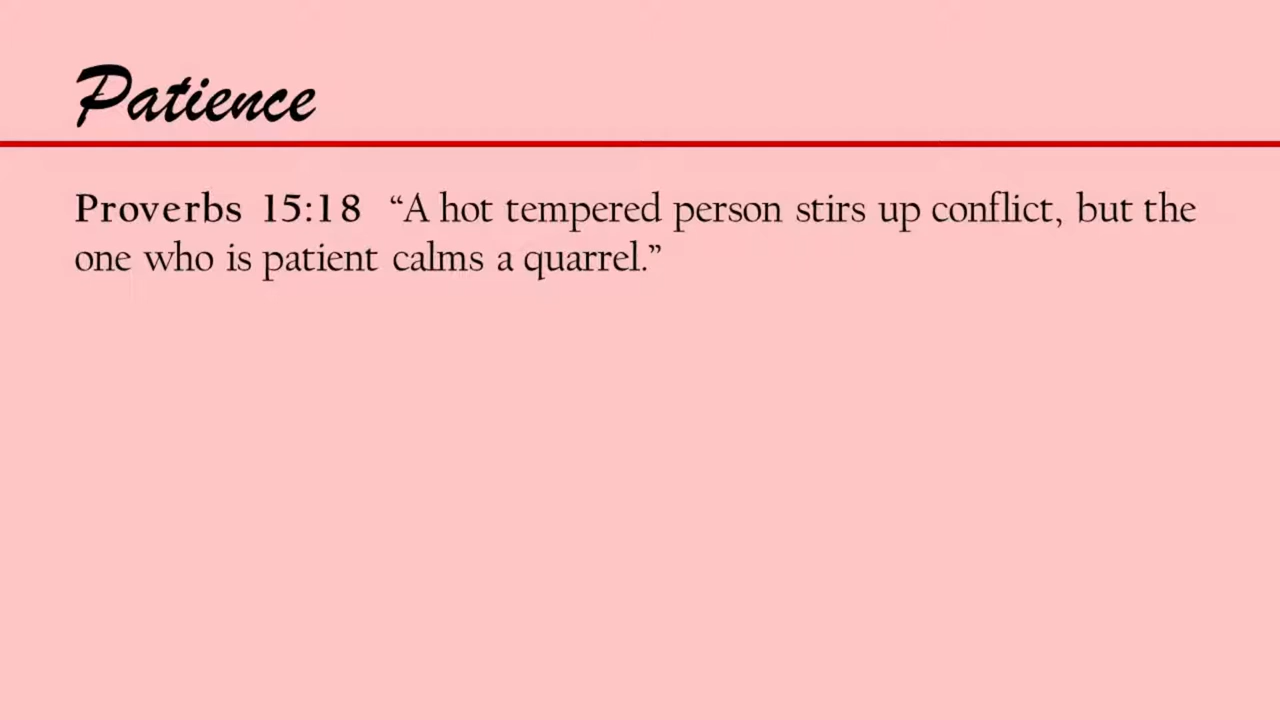 Patience
Proverbs 15:18 “A hot tempered person stirs up conflict, but the
one who is patient calms a quarrel.”